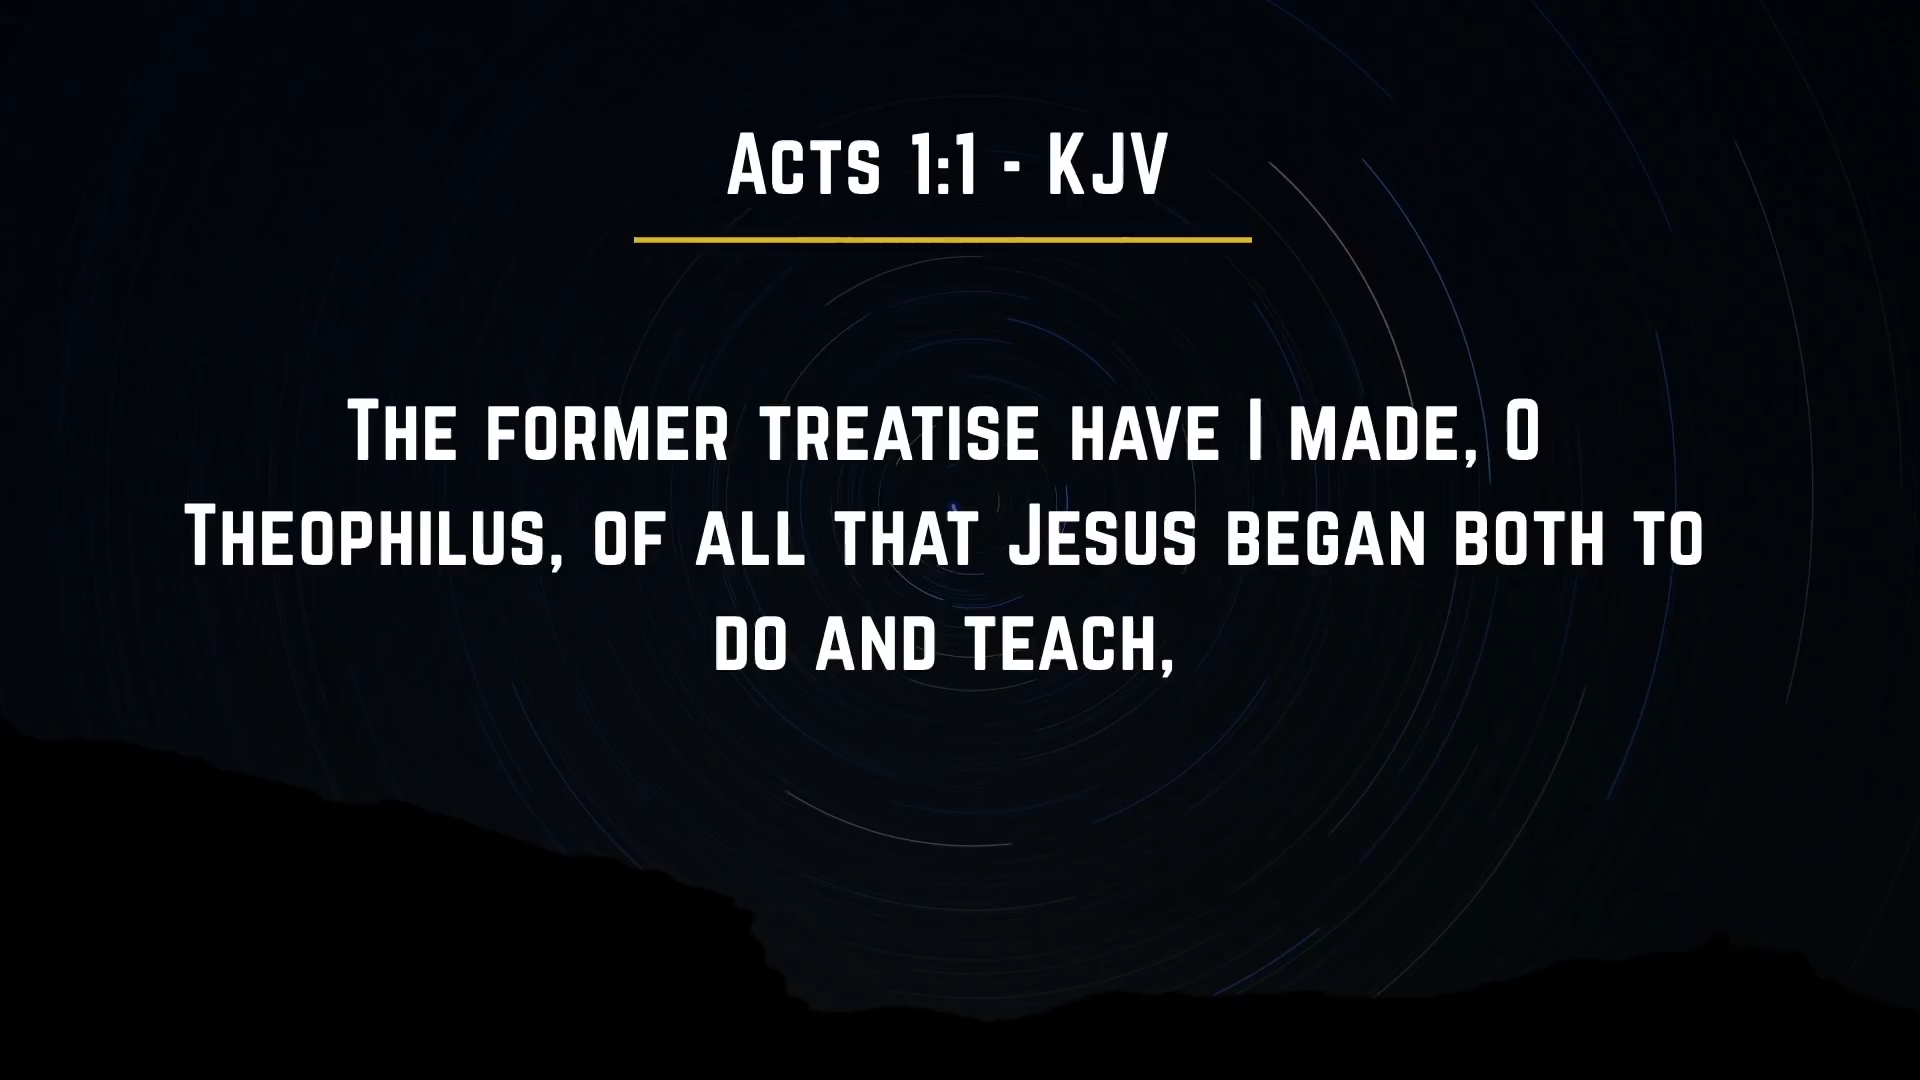 Acts 1:1 - KJV
The former treatise have I made, O
Theophilus, of all that Jesus began both to
do and teach,